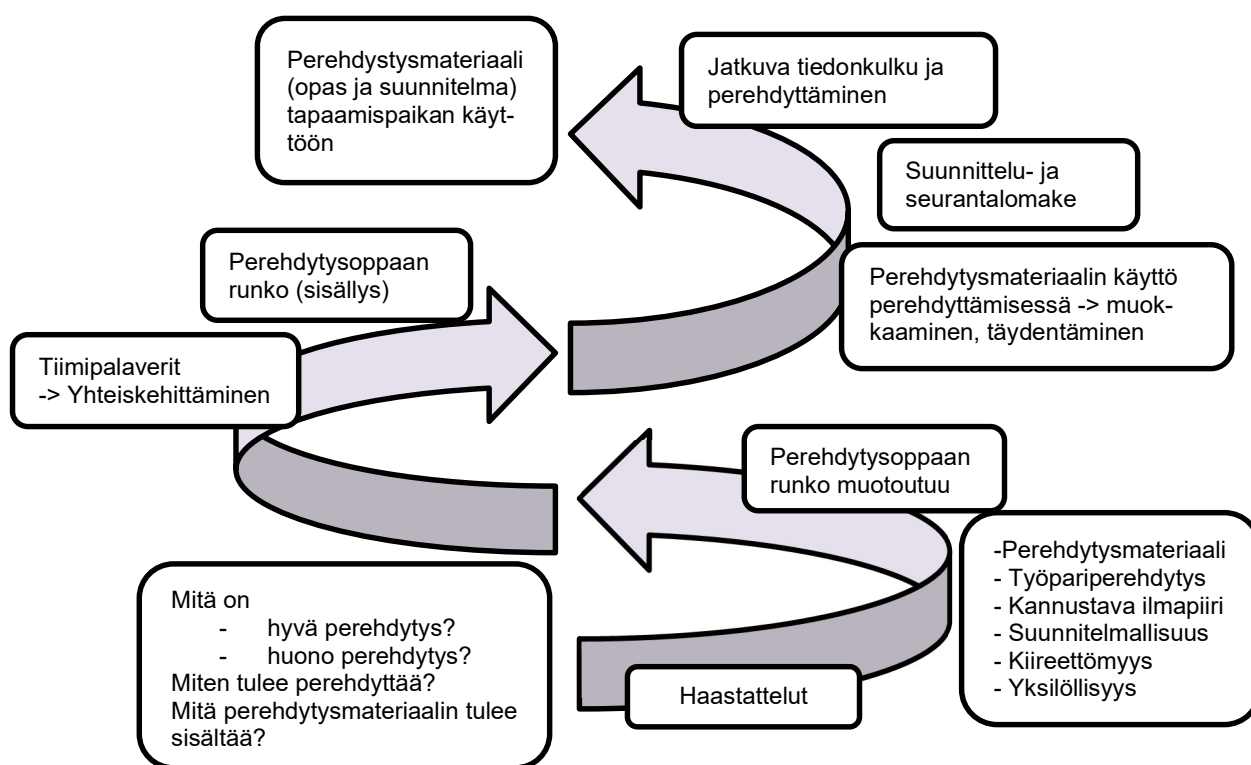 Perehdystysmateriaali
(opas ja suunnitelma)
tapaamispaikan käyt-
töön
Jatkuva tiedonkulku ja
perehdyttäminen
Suunnittelu- ja
seurantalomake
Perehdytysoppaan
runko (sisällys)
Perehdytysmateriaalin käyttö
perehdyttämisessä -> muok-
kaaminen, täydentäminen
Tiimipalaverit
-> Yhteiskehittäminen
Perehdytysoppaan
runko muotoutuu
-Perehdytysmateriaali
- Työpariperehdytys
- Kannustava ilmapiiri
- Suunnitelmallisuus
- Kiireettömyys
- Yksilöllisyys
Mitä on
- hyvä perehdytys?
- huono perehdytys?
Miten tulee perehdyttää?
Mitä perehdytysmateriaalin tulee
sisältää?
Haastattelut